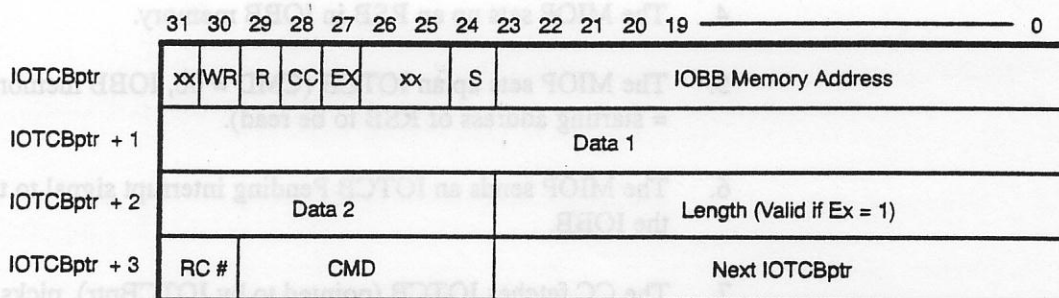 31 30 29 28 27 26 25 24 23 22 21 20 19 0
IOTCBptr xx WR R CC EX xx S IOBB Memory Address
IOTCBptr + 1 Data 1
IOTCBptr + 2 Data 2 Length (Valid if Ex = 1)
IOTCBptr + 3 RC # CMD Next IOTCBptr